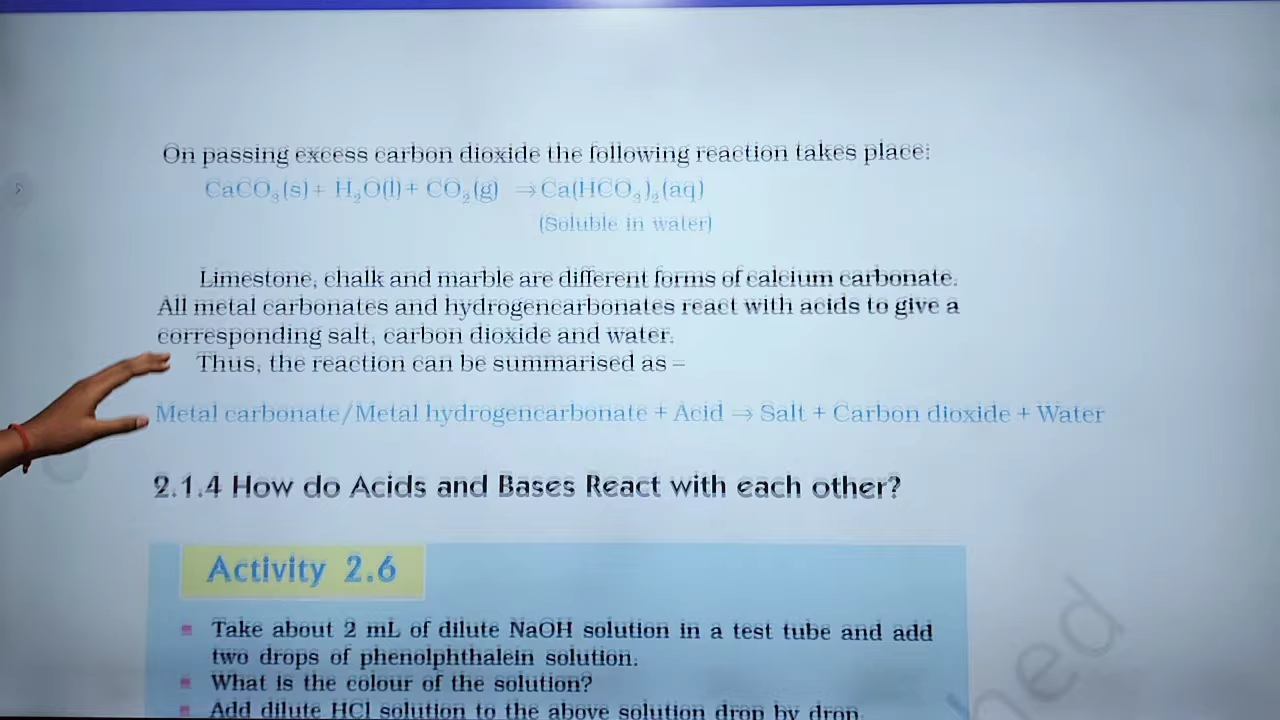 On passing excess carbon dioxide the following reaction takes place:
CaCO₃(s) + H₂O(l) + CO₂(g) → Ca(HCO₃)₂(aq)
(Soluble in water)
Limestone, chalk and marble are different forms of calcium carbonate.
All metal carbonates and hydrogencarbonates react with acids to give a
corresponding salt, carbon dioxide and water.
Thus, the reaction can be summarised as –
Metal carbonate/Metal hydrogencarbonate + Acid → Salt + Carbon dioxide + Water
2.1.4 How do Acids and Bases React with each other?
Activity 2.6
Take about 2 mL of dilute NaOH solution in a test tube and add
two drops of phenolphthalein solution.
What is the colour of the solution?
Add dilute HCl solution to the above solution drop by drop.